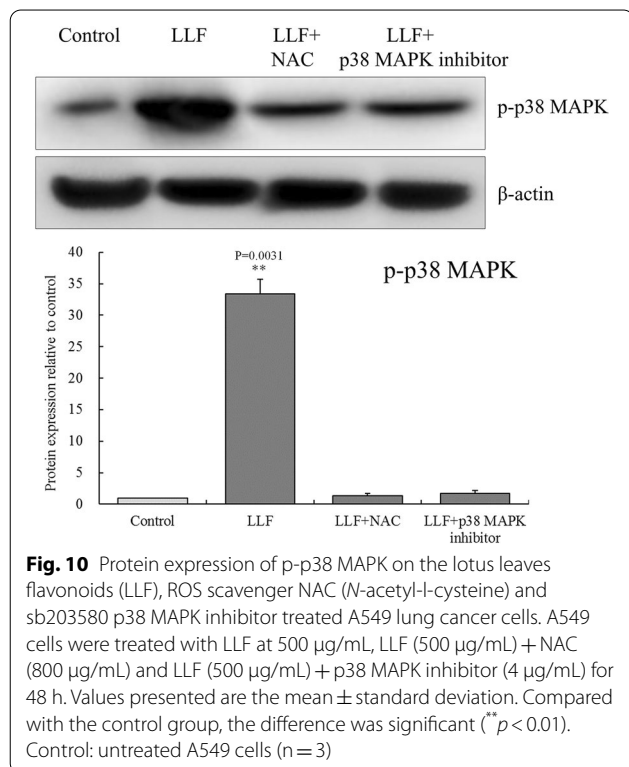 Control LLF LLF+ LLF+
NAC p38 MAPK inhibitor
p-p38 MAPK
β-actin
40
P=0.0031
**
p-p38 MAPK
35
30
25
20
15
10
5
0
Protein expression relative to control
Control LLF LLF+NAC LLF+p38 MAPK
inhibitor
Fig. 10 Protein expression of p-p38 MAPK on the lotus leaves
flavonoids (LLF), ROS scavenger NAC (N-acetyl-l-cysteine) and
sb203580 p38 MAPK inhibitor treated A549 lung cancer cells. A549
cells were treated with LLF at 500 μg/mL, LLF (500 μg/mL) + NAC
(800 μg/mL) and LLF (500 μg/mL) + p38 MAPK inhibitor (4 μg/mL) for
48 h. Values presented are the mean ± standard deviation. Compared
with the control group, the difference was significant (**p < 0.01).
Control: untreated A549 cells (n = 3)